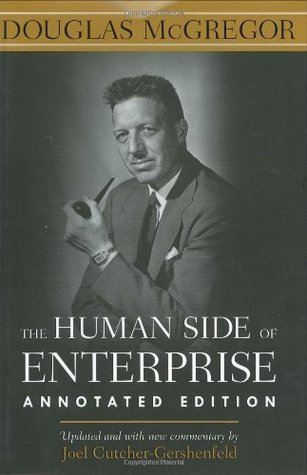 DOUGLAS McGREGOR
THE HUMAN SIDE OF
ENTERPRISE
ANNOTATED EDITION
Updated and with new commentary by
Joel Cutcher-Gershenfeld